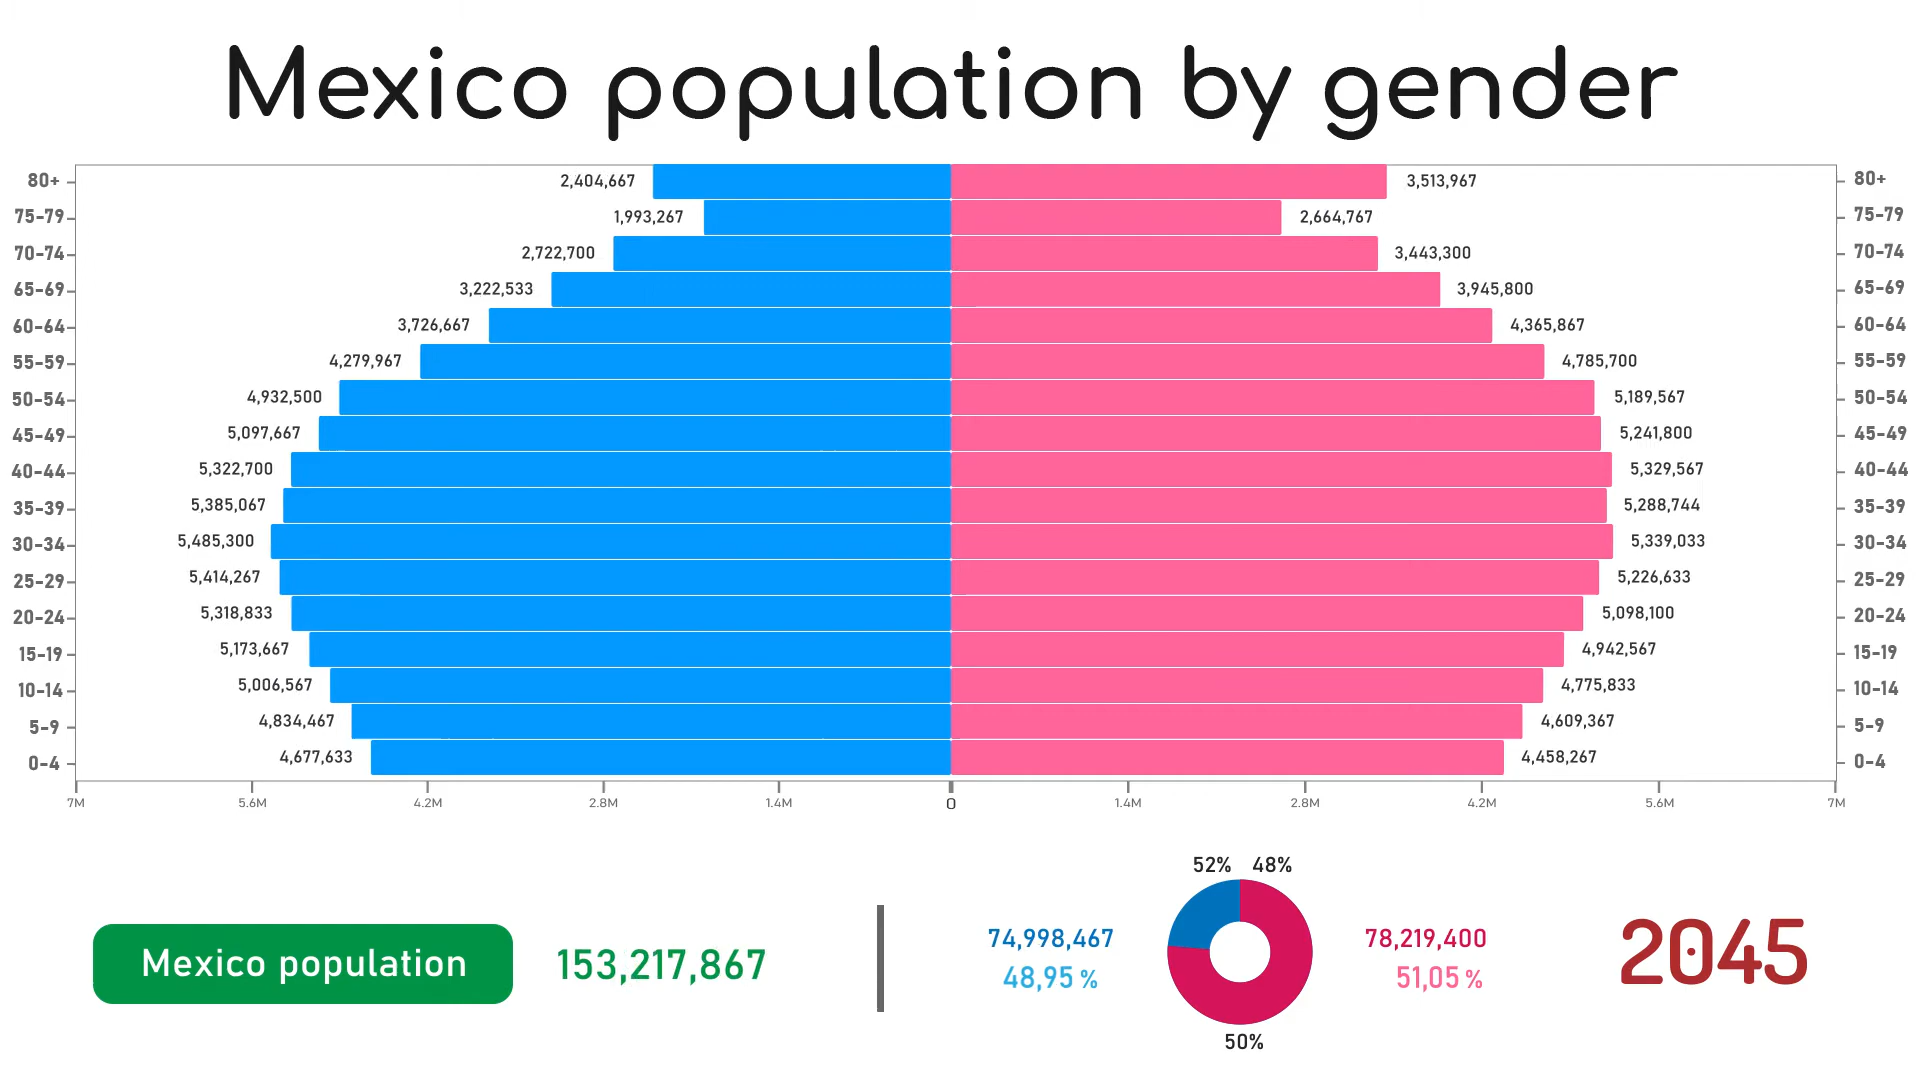 Mexico population by gender
80+ 2,404,667 3,513,967 80+
75-79 1,993,267 2,664,767 75-79
70-74 2,722,700 3,443,300 70-74
65-69 3,222,533 3,945,800 65-69
60-64 3,726,667 4,365,867 60-64
55-59 4,279,967 4,785,700 55-59
50-54 4,932,500 5,189,567 50-54
45-49 5,097,667 5,241,800 45-49
40-44 5,322,700 5,329,567 40-44
35-39 5,385,067 5,288,744 35-39
30-34 5,485,300 5,339,033 30-34
25-29 5,414,267 5,226,633 25-29
20-24 5,318,833 5,098,100 20-24
15-19 5,173,667 4,942,567 15-19
10-14 5,006,567 4,775,833 10-14
5-9 4,834,467 4,609,367 5-9
0-4 4,677,633 4,458,267 0-4
7M 5.6M 4.2M 2.8M 1.4M 0 1.4M 2.8M 4.2M 5.6M 7M
52% 48%
Mexico population 153,217,867
74,998,467 78,219,400
48,95 % 51,05 %
50%
2045